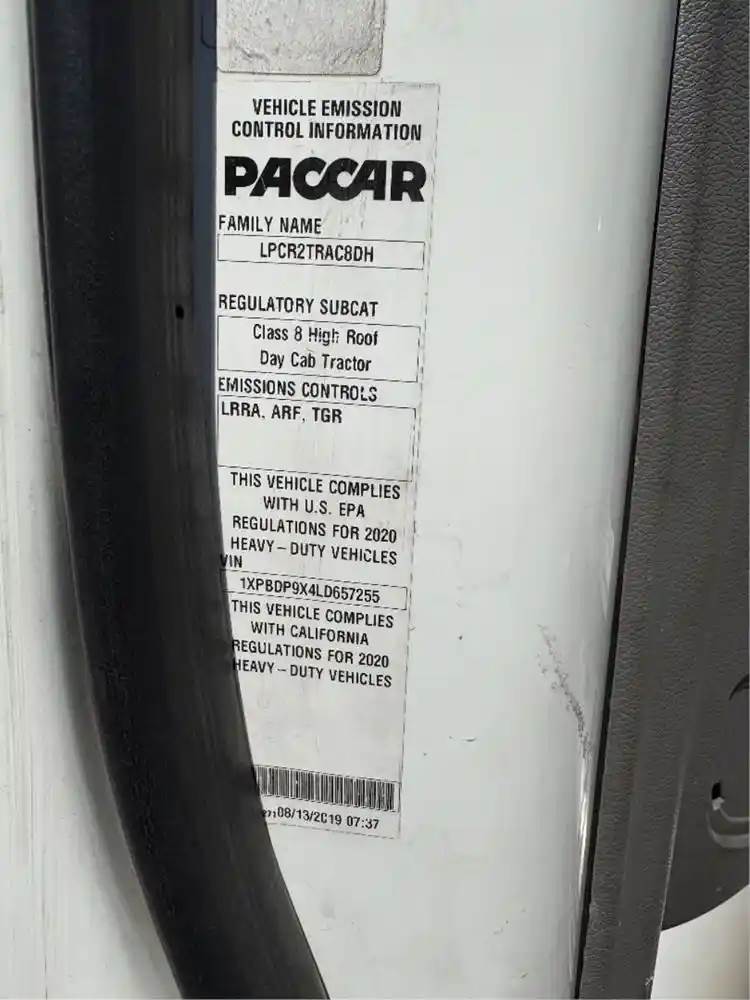 VEHICLE EMISSION
CONTROL INFORMATION
PACCAR
FAMILY NAME
LPCR2TRAC8DH
REGULATORY SUBCAT
Class 8 High Roof
Day Cab Tractor
EMISSIONS CONTROLS
LRRA, ARF, TGR
THIS VEHICLE COMPLIES
WITH U.S. EPA
REGULATIONS FOR 2020
HEAVY-DUTY VEHICLES
VIN
1XPBDP9X4LD657255
THIS VEHICLE COMPLIES
WITH CALIFORNIA
REGULATIONS FOR 2020
HEAVY-DUTY VEHICLES
08/13/2019 07:37